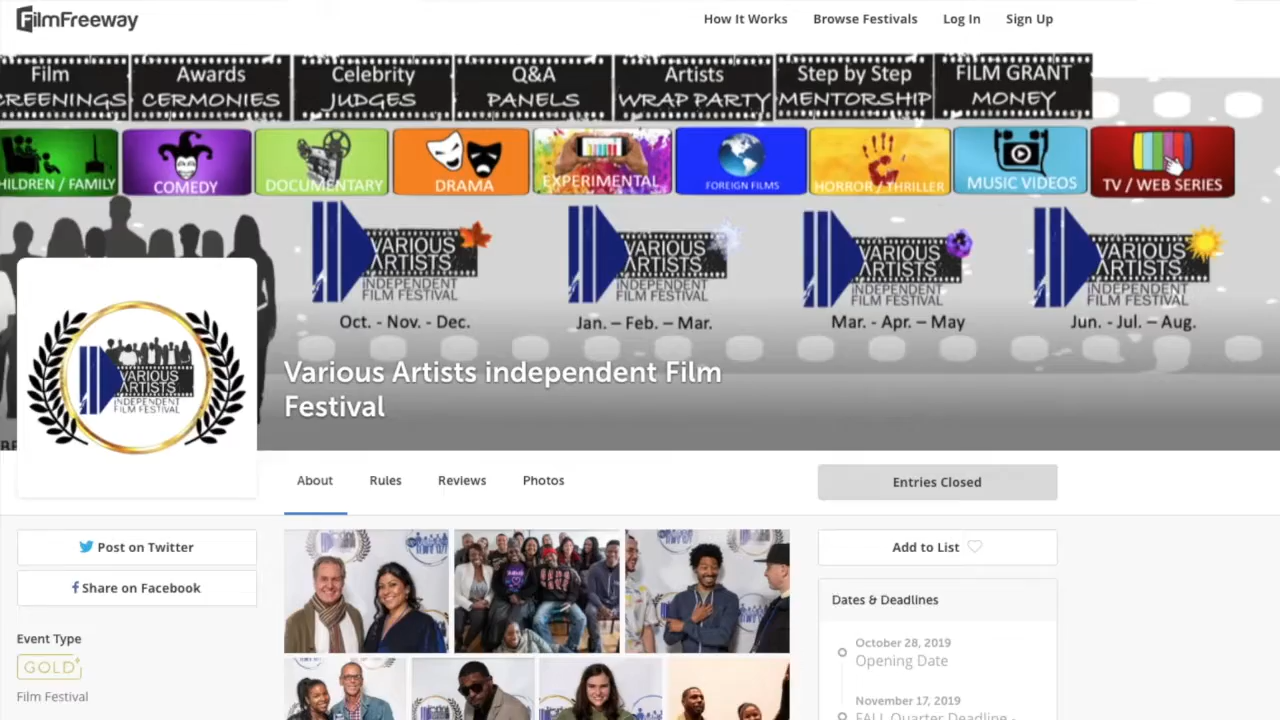 FilmFreeway
How It Works
Browse Festivals
Log In
Sign Up
Film
CREENINGS
Awards
CERMONIES
Celebrity
JUDGES
Q&A
PANELS
Artists
WRAP PARTY
Step by Step
MENTORSHIP
FILM GRANT
MONEY
HILDREN / FAMILY
COMEDY
DOCUMENTARY
DRAMA
EXPERIMENTAL
FOREIGN FILMS
HORROR / THRILLER
MUSIC VIDEOS
TV / WEB SERIES
VARIOUS
ARTISTS
INDEPENDENT
FILM FESTIVAL
VARIOUS
ARTISTS
INDEPENDENT
FILM FESTIVAL
VARIOUS
ARTISTS
INDEPENDENT
FILM FESTIVAL
VARIOUS
ARTISTS
INDEPENDENT
FILM FESTIVAL
Oct. - Nov. - Dec.
Jan. – Feb. – Mar.
Mar. - Apr. – May
Jun. - Jul. – Aug.
VARIOUS
ARTISTS
INDEPENDENT
FILM FESTIVAL
Various Artists independent Film
Festival
About
Rules
Reviews
Photos
Entries Closed
Post on Twitter
Share on Facebook
Event Type
GOLD
Film Festival
Add to List
Dates & Deadlines
October 28, 2019
Opening Date
November 17, 2019
FALL Quarter Deadline -